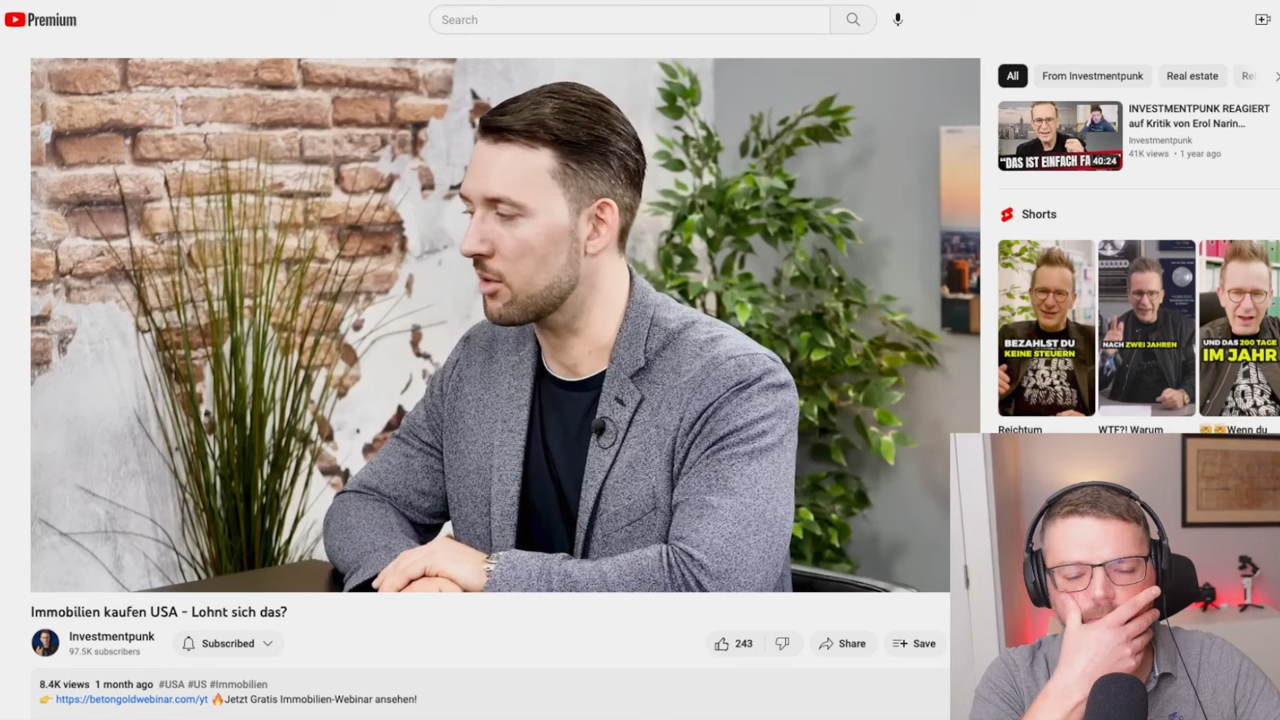 Premium
Search
All
From Investmentpunk
Real estate
INVESTMENTPUNK REAGIERT
auf Kritik von Erol Narin...
Investmentpunk
41K views • 1 year ago
"DAS IST EINFACH FA
40:24
Shorts
BEZAHLST DU
KEINE STEUERN
NACH ZWEI JAHREN
UND DAS 200 TAGE
IM JAHR
Reichtum
WTF?! Warum
Wenn du
Immobilien kaufen USA - Lohnt sich das?
Investmentpunk
97.5K subscribers
Subscribed
243
Share
Save
8.4K views 1 month ago #USA #US #Immobilien
👉 https://betongoldwebinar.com/yt 🔥Jetzt Gratis Immobilien-Webinar ansehen!